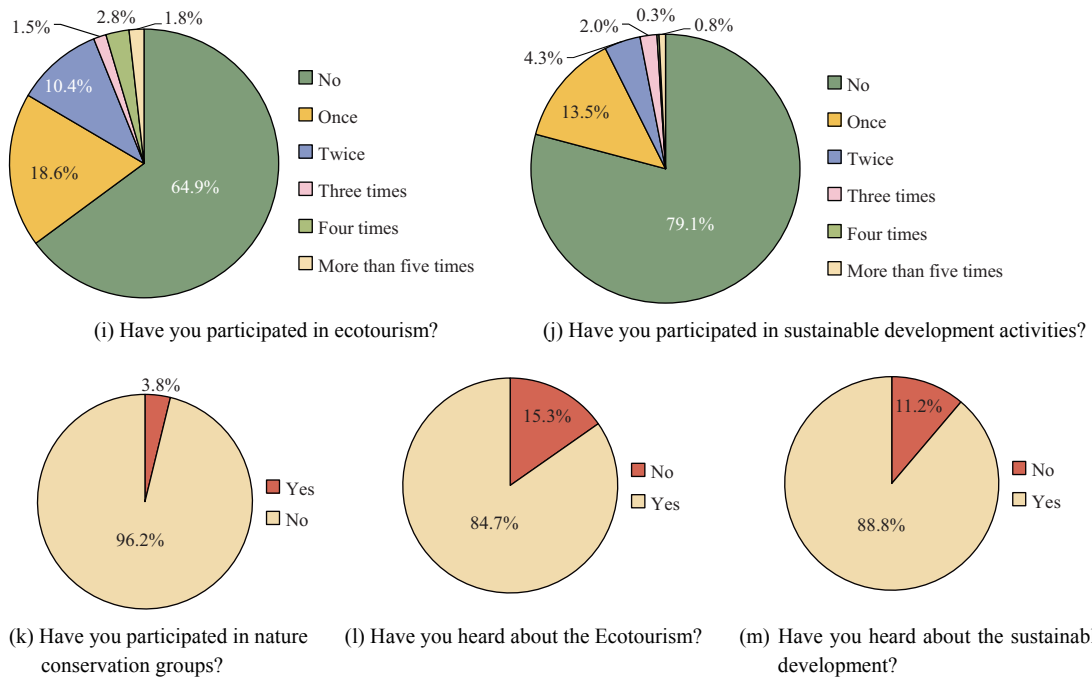 1.5%
2.8%
1.8%
10.4%
18.6%
64.9%
No
Once
Twice
Three times
Four times
More than five times
(i) Have you participated in ecotourism?
4.3%
2.0%
0.3%
0.8%
13.5%
79.1%
No
Once
Twice
Three times
Four times
More than five times
(j) Have you participated in sustainable development activities?
3.8%
96.2%
Yes
No
(k) Have you participated in nature
conservation groups?
15.3%
84.7%
No
Yes
(l) Have you heard about the Ecotourism?
11.2%
88.8%
No
Yes
(m) Have you heard about the sustainabl
development?